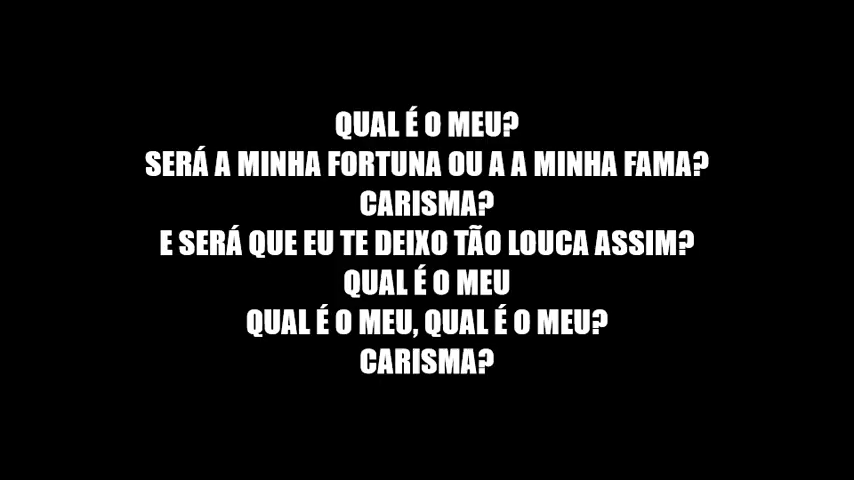 QUAL É O MEU?
SERÁ A MINHA FORTUNA OU A A MINHA FAMA?
CARISMA?
E SERÁ QUE EU TE DEIXO TÃO LOUCA ASSIM?
QUAL É O MEU
QUAL É O MEU, QUAL É O MEU?
CARISMA?